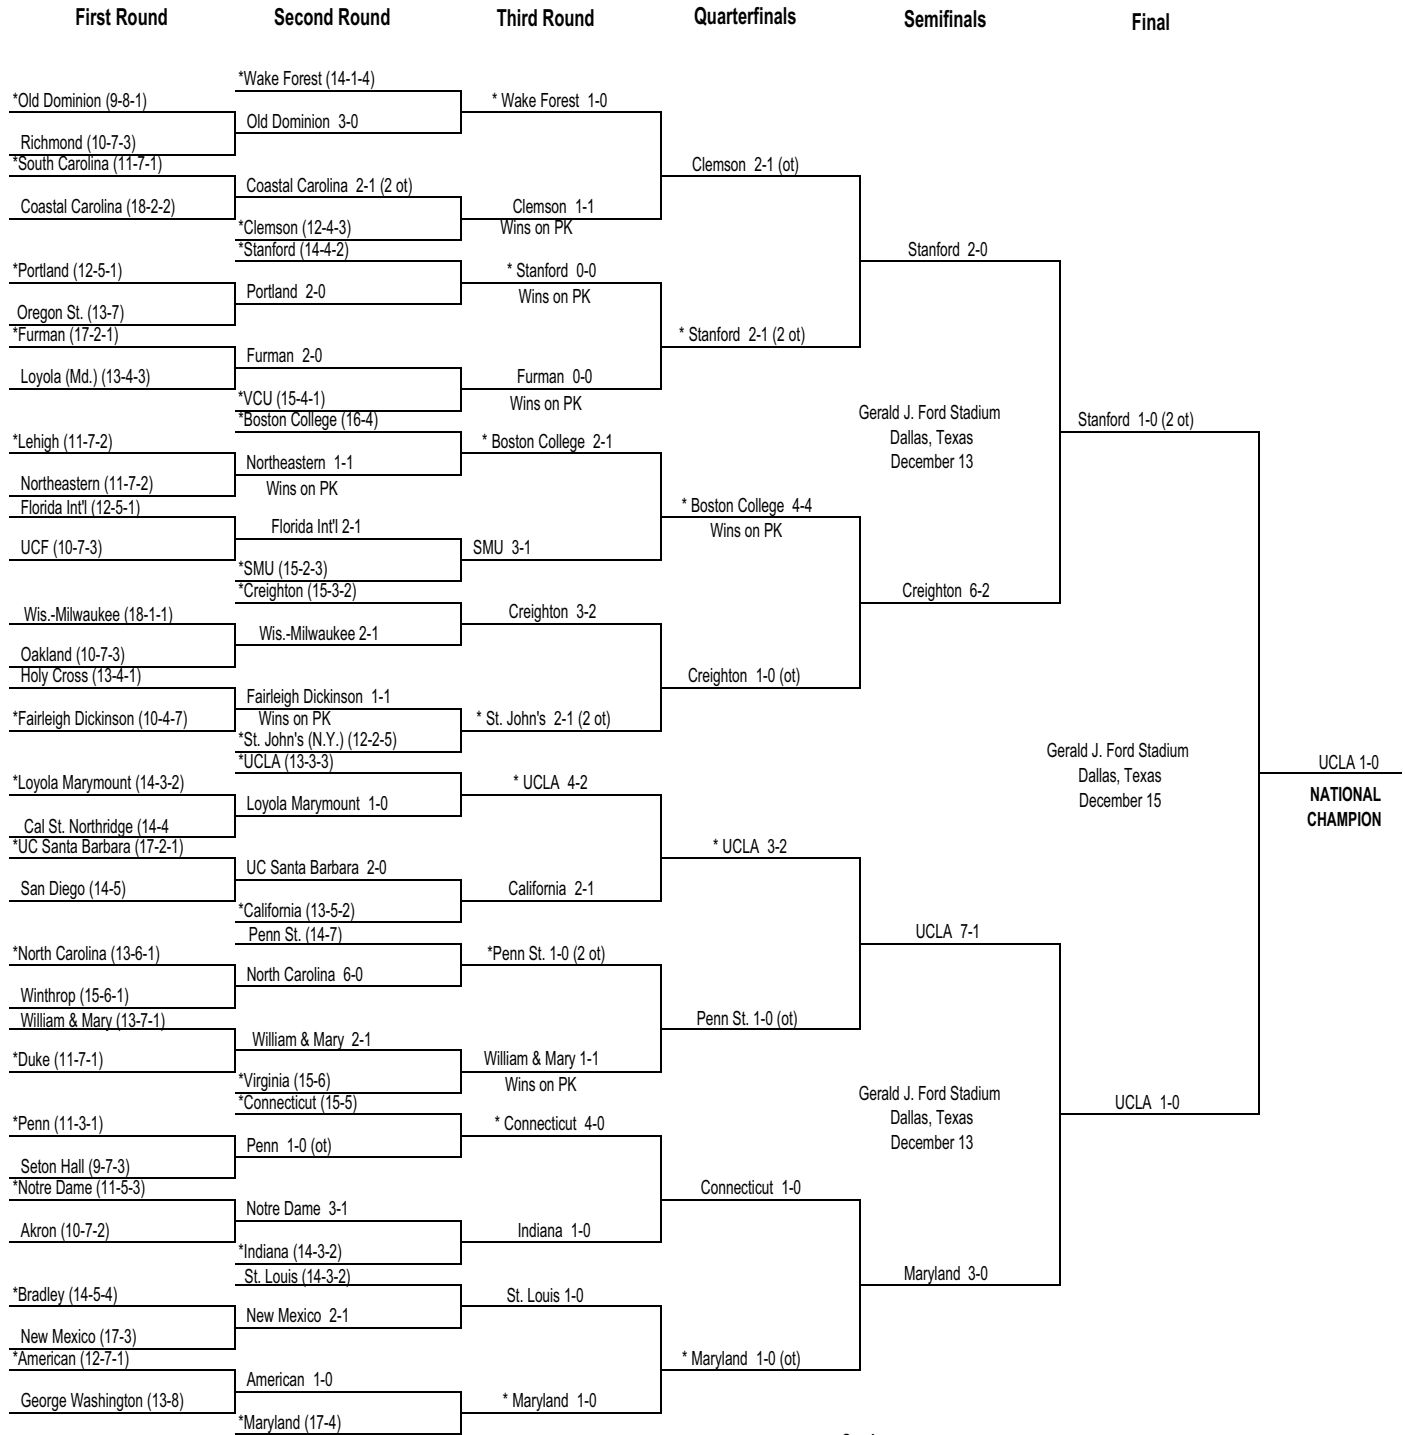 First Round
Second Round
Third Round
Quarterfinals
Semifinals
Final
*Old Dominion (9-8-1)
Richmond (10-7-3)
*South Carolina (11-7-1)
Coastal Carolina (18-2-2)
*Portland (12-5-1)
Oregon St. (13-7)
*Furman (17-2-1)
Loyola (Md.) (13-4-3)
*Lehigh (11-7-2)
Northeastern (11-7-2)
Florida Int'l (12-5-1)
UCF (10-7-3)
Wis.-Milwaukee (18-1-1)
Oakland (10-7-3)
Holy Cross (13-4-1)
*Fairleigh Dickinson (10-4-7)
*Loyola Marymount (14-3-2)
Cal St. Northridge (14-4
*UC Santa Barbara (17-2-1)
San Diego (14-5)
*North Carolina (13-6-1)
Winthrop (15-6-1)
William & Mary (13-7-1)
*Duke (11-7-1)
*Penn (11-3-1)
Seton Hall (9-7-3)
*Notre Dame (11-5-3)
Akron (10-7-2)
*Bradley (14-5-4)
New Mexico (17-3)
*American (12-7-1)
George Washington (13-8)
*Wake Forest (14-1-4)
Old Dominion 3-0
Coastal Carolina 2-1 (2 ot)
*Clemson (12-4-3)
*Stanford (14-4-2)
Portland 2-0
Furman 2-0
*VCU (15-4-1)
*Boston College (16-4)
Northeastern 1-1
Wins on PK
Florida Int'l 2-1
*SMU (15-2-3)
*Creighton (15-3-2)
Wis.-Milwaukee 2-1
Fairleigh Dickinson 1-1
Wins on PK
*St. John's (N.Y.) (12-2-5)
*UCLA (13-3-3)
Loyola Marymount 1-0
UC Santa Barbara 2-0
*California (13-5-2)
Penn St. (14-7)
North Carolina 6-0
William & Mary 2-1
*Virginia (15-6)
*Connecticut (15-5)
Penn 1-0 (ot)
Notre Dame 3-1
*Indiana (14-3-2)
St. Louis (14-3-2)
New Mexico 2-1
American 1-0
*Maryland (17-4)
* Wake Forest 1-0
Clemson 1-1
Wins on PK
* Stanford 0-0
Wins on PK
Furman 0-0
Wins on PK
* Boston College 2-1
SMU 3-1
Creighton 3-2
* St. John's 2-1 (2 ot)
* UCLA 4-2
California 2-1
*Penn St. 1-0 (2 ot)
William & Mary 1-1
Wins on PK
* Connecticut 4-0
Indiana 1-0
St. Louis 1-0
* Maryland 1-0
Clemson 2-1 (ot)
* Stanford 2-1 (2 ot)
* Boston College 4-4
Wins on PK
Creighton 1-0 (ot)
* UCLA 3-2
Penn St. 1-0 (ot)
Connecticut 1-0
* Maryland 1-0 (ot)
Stanford 2-0
Gerald J. Ford Stadium
Dallas, Texas
December 13
Creighton 6-2
UCLA 7-1
Gerald J. Ford Stadium
Dallas, Texas
December 13
Maryland 3-0
Stanford 1-0 (2 ot)
Gerald J. Ford Stadium
Dallas, Texas
December 15
UCLA 1-0
UCLA 1-0
NATIONAL
CHAMPION